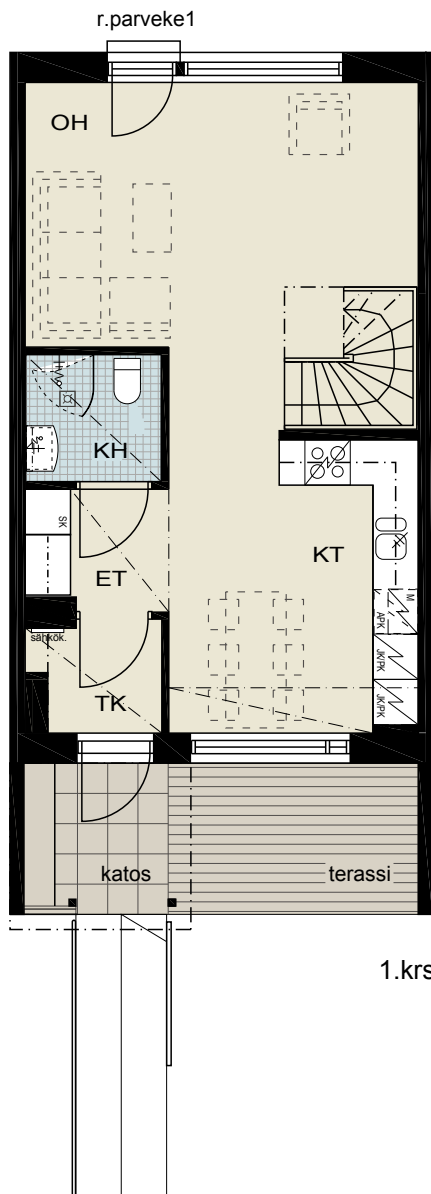 r.parveke1
OH
KH
KT
SK
ET
M
APK
sähkök.
JK/PK
TK
JK/PK
katos
terassi
1.krs